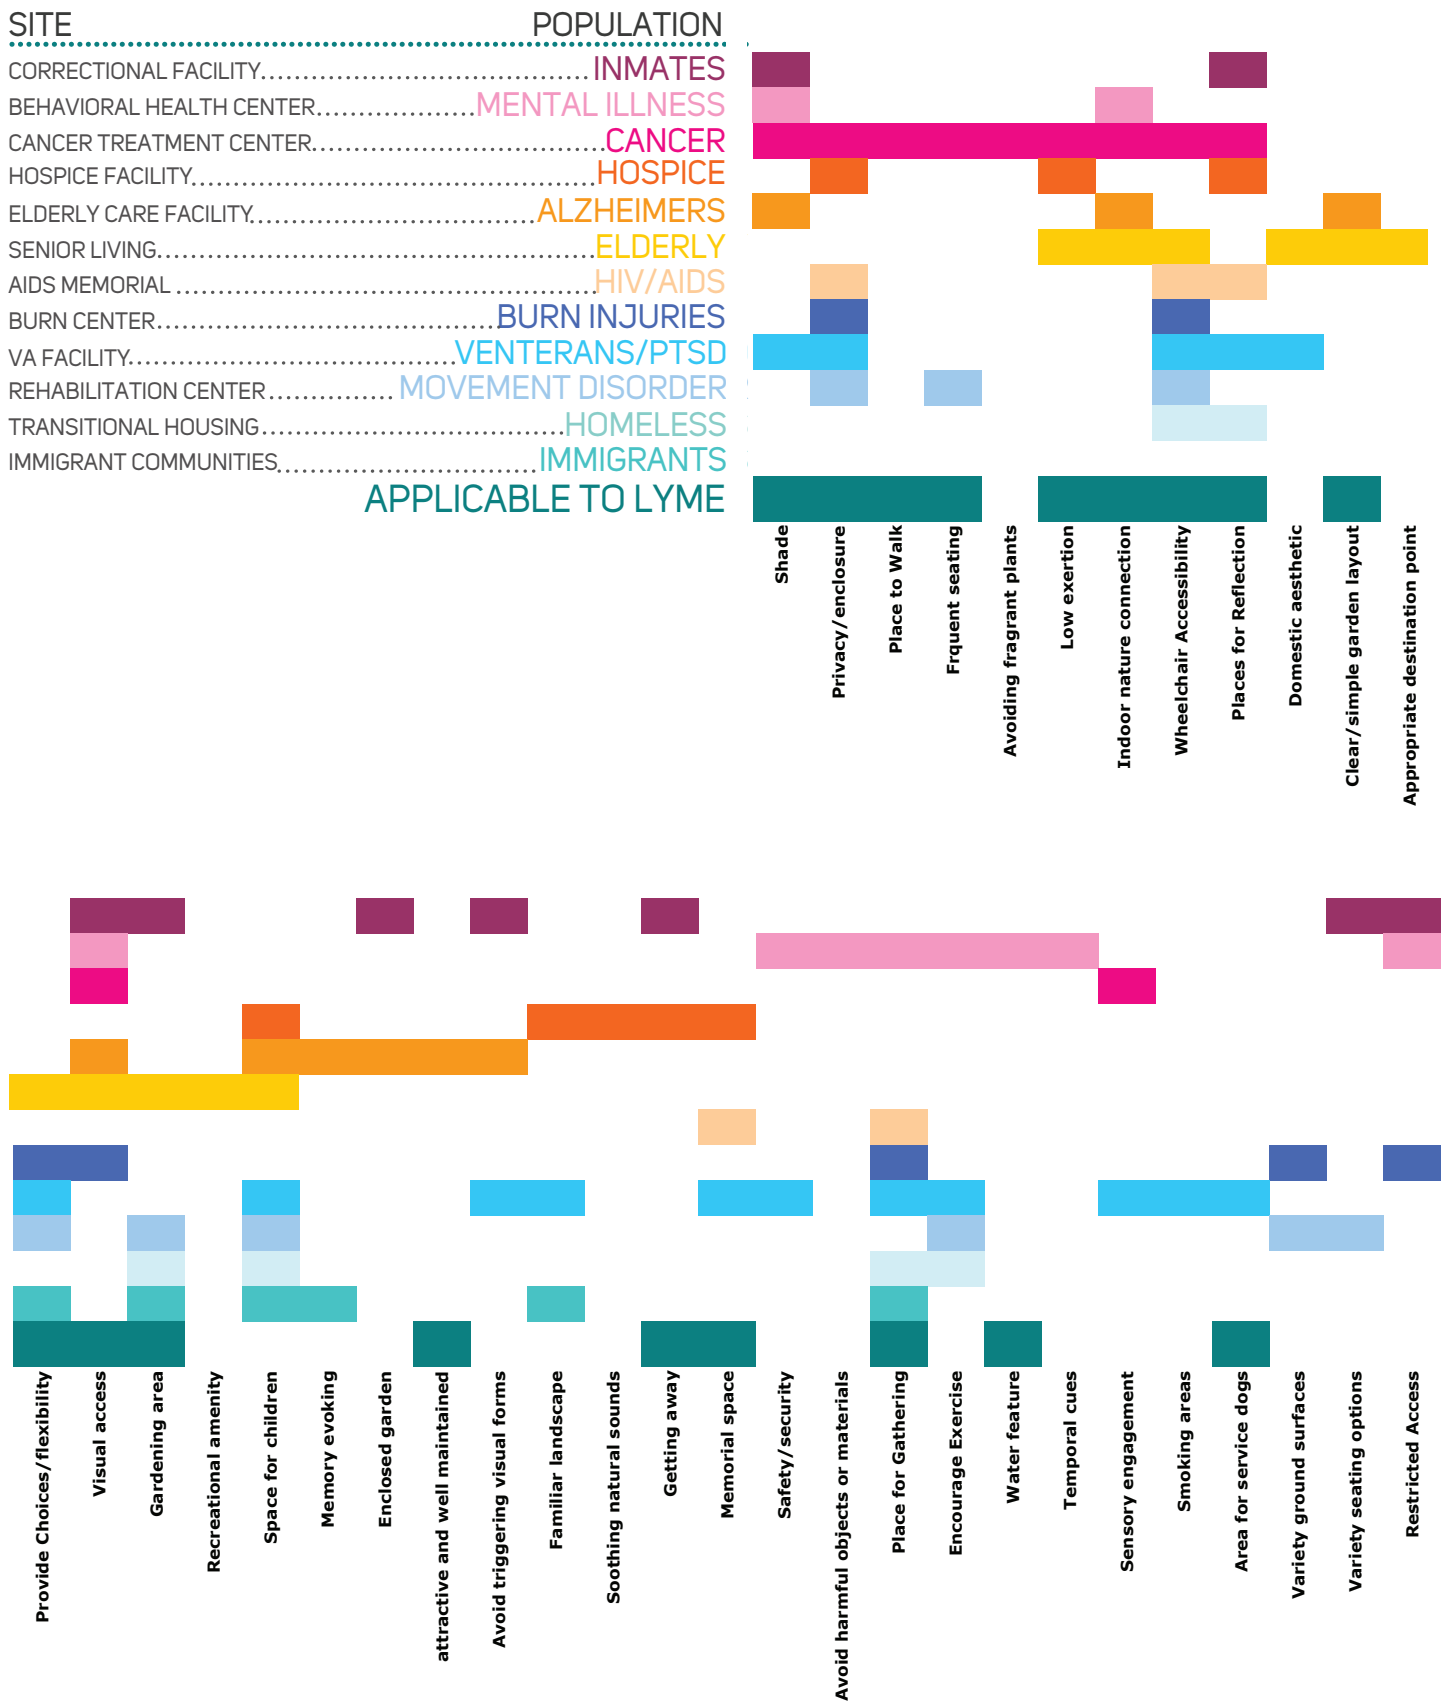 SITE POPULATION
CORRECTIONAL FACILITY INMATES
BEHAVIORAL HEALTH CENTER MENTAL ILLNESS
CANCER TREATMENT CENTER CANCER
HOSPICE FACILITY HOSPICE
ELDERLY CARE FACILITY ALZHEIMERS
SENIOR LIVING ELDERLY
AIDS MEMORIAL HIV/AIDS
BURN CENTER BURN INJURIES
VA FACILITY VENTERANS/PTSD
REHABILITATION CENTER MOVEMENT DISORDER
TRANSITIONAL HOUSING HOMELESS
IMMIGRANT COMMUNITIES IMMIGRANTS
APPLICABLE TO LYME
Shade
Privacy/enclosure
Place to Walk
Frquent seating
Avoiding fragrant plants
Low exertion
Indoor nature connection
Wheelchair Accessibility
Places for Reflection
Domestic aesthetic
Clear/simple garden layout
Appropriate destination point
Provide Choices/flexibility
Visual access
Gardening area
Recreational amenity
Space for children
Memory evoking
Enclosed garden
attractive and well maintained
Avoid triggering visual forms
Familiar landscape
Soothing natural sounds
Getting away
Memorial space
Safety/security
Avoid harmful objects or materials
Place for Gathering
Encourage Exercise
Water feature
Temporal cues
Sensory engagement
Smoking areas
Area for service dogs
Variety ground surfaces
Variety seating options
Restricted Access